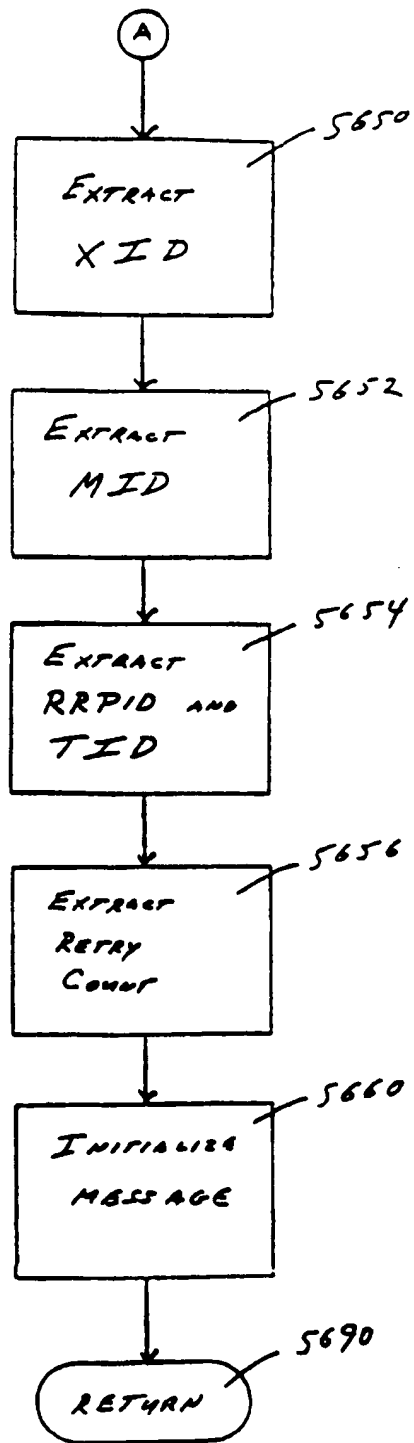 A
5650
EXTRACT
XID
5652
EXTRACT
MID
5654
EXTRACT
RRPID AND
TID
5656
EXTRACT
RETRY
COUNT
5660
INITIALIZE
MESSAGE
5690
RETURN